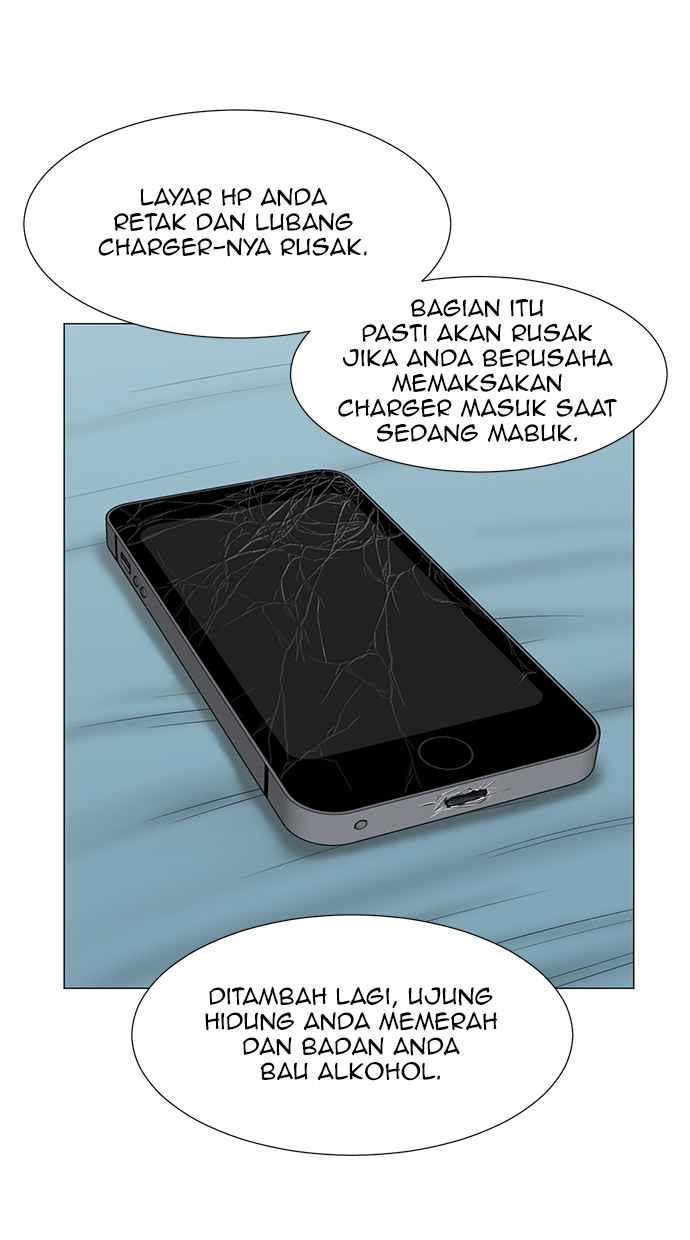 LAYAR HP ANDA
RETAK DAN LUBANG
CHARGER-NYA RUSAK.
BAGIAN ITU
PASTI AKAN RUSAK
JIKA ANDA BERUSAHA
MEMAKSAKAN
CHARGER MASUK SAAT
SEDANG MABUK.
DITAMBAH LAGI, UJUNG
HIDUNG ANDA MEMERAH
DAN BADAN ANDA
BAU ALKOHOL.